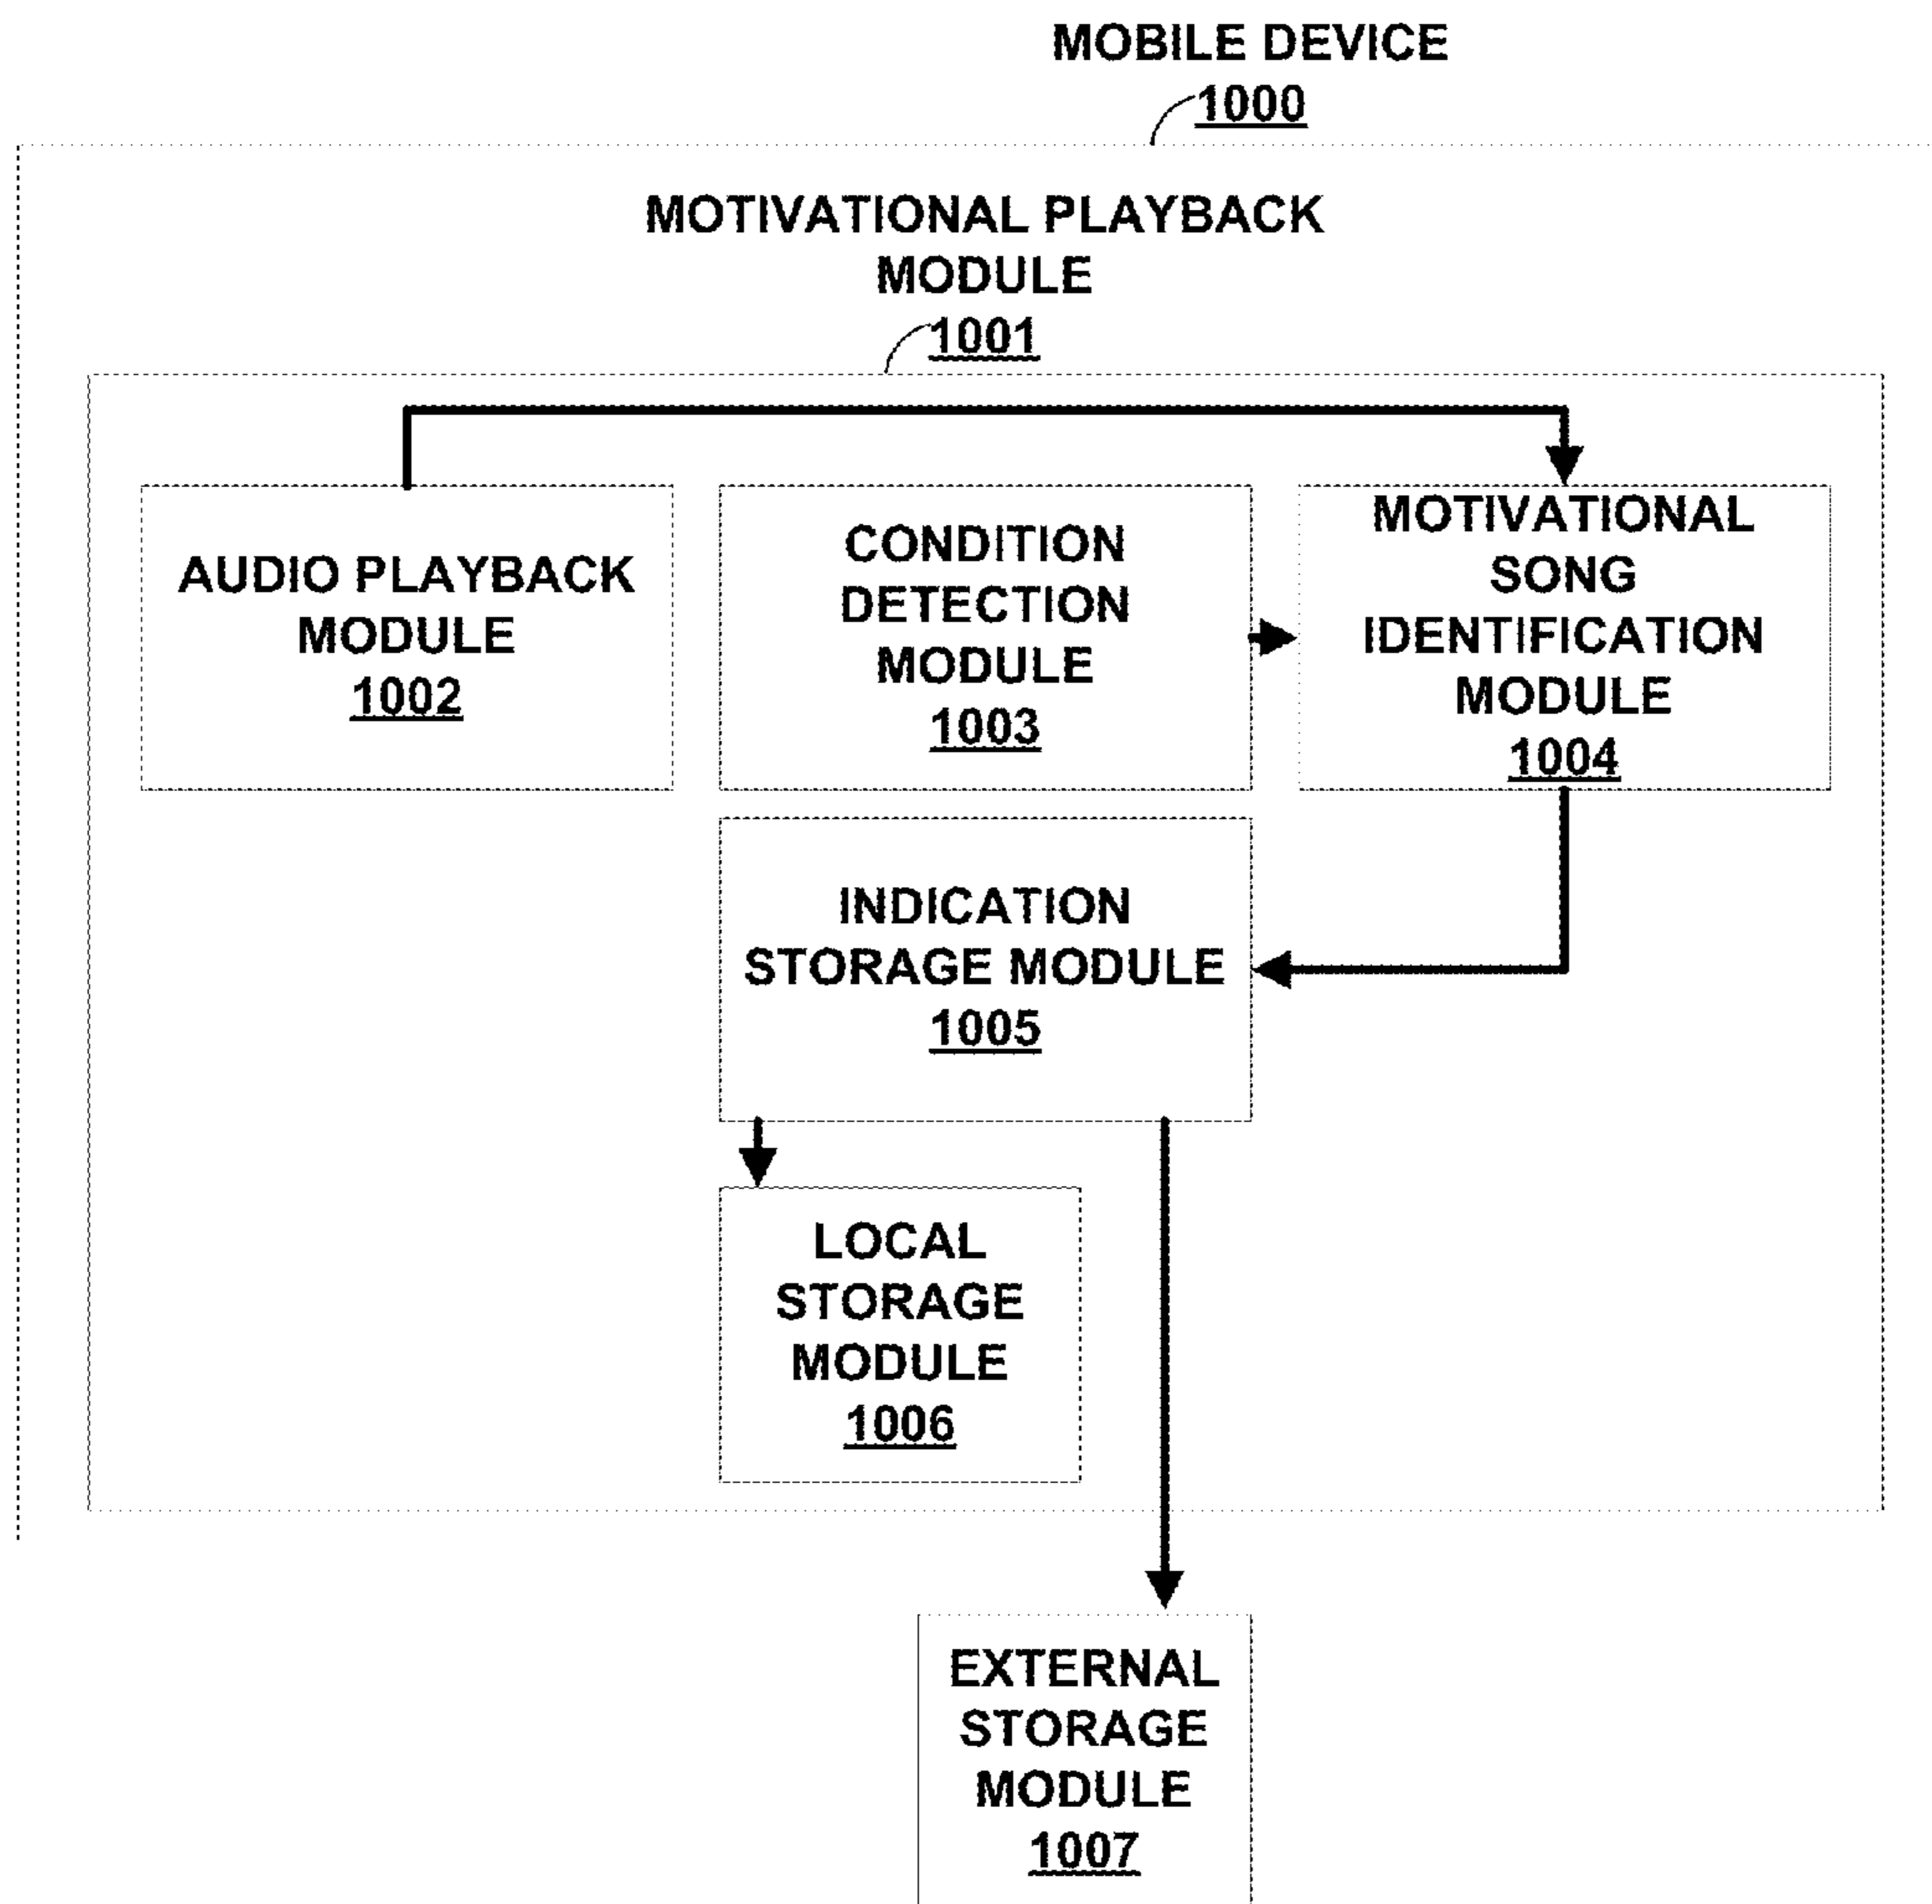 MOBILE DEVICE
1000
MOTIVATIONAL PLAYBACK
MODULE
1001
AUDIO PLAYBACK
MODULE
1002
CONDITION
DETECTION
MODULE
1003
MOTIVATIONAL
SONG
IDENTIFICATION
MODULE
1004
INDICATION
STORAGE MODULE
1005
LOCAL
STORAGE
MODULE
1006
EXTERNAL
STORAGE
MODULE
1007